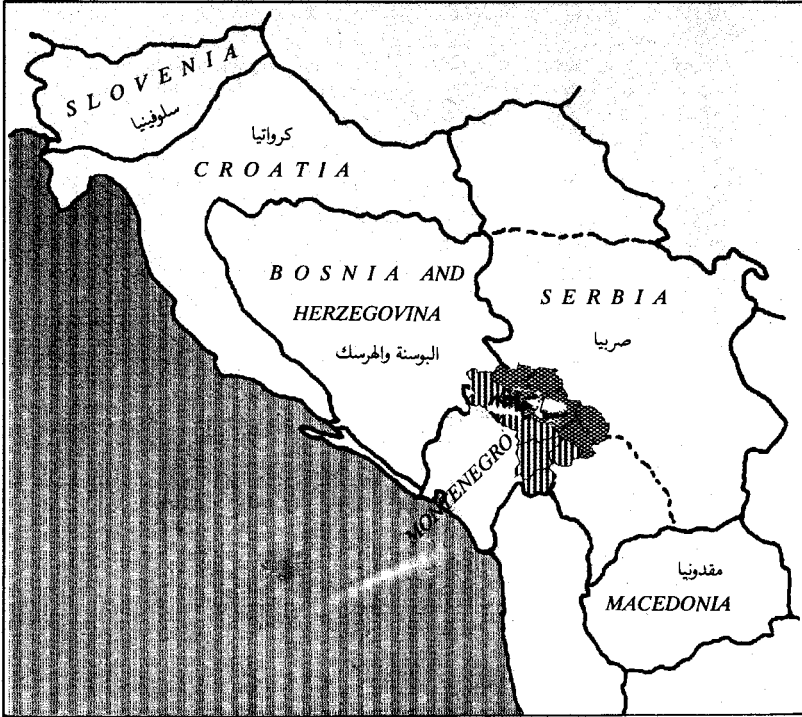 SLOVENIA
سلوفينيا
كرواتيا
CROATIA
BOSNIA AND
HERZEGOVINA
البوسنة والهرسك
SERBIA
صربيا
MONTENEGRO
مقدونيا
MACEDONIA